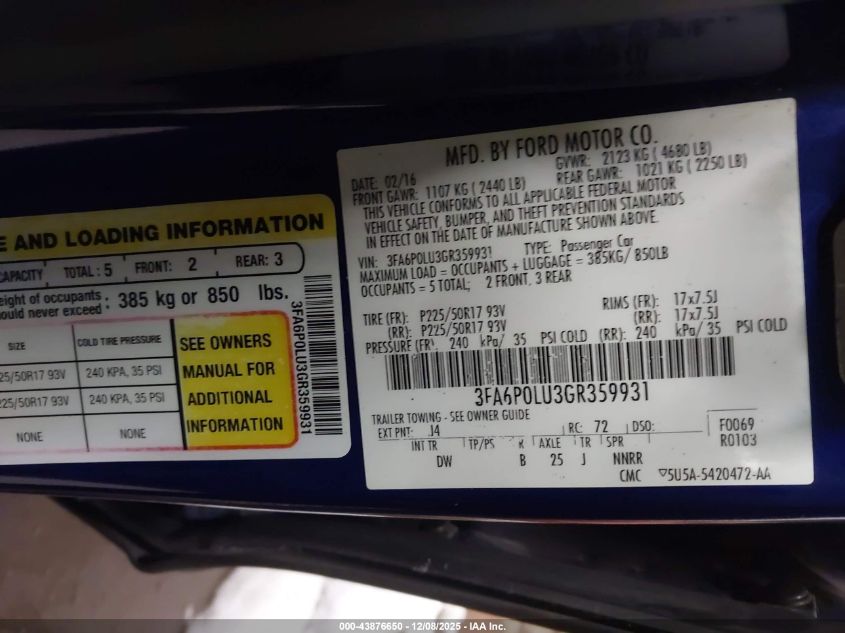 E AND LOADING INFORMATION
CAPACITY TOTAL : 5 FRONT: 2 REAR: 3
eight of occupants
ould never exceed : 385 kg or 850 lbs.
SIZE COLD TIRE PRESSURE
25/50R17 93V 240 KPA, 35 PSI
225/50R17 93V 240 KPA, 35 PSI
NONE NONE
SEE OWNERS
MANUAL FOR
ADDITIONAL
INFORMATION
3FA6P0LU3GR359931
MFD. BY FORD MOTOR CO.
DATE: 02/16 GVWR: 2123 KG ( 4680 LB)
FRONT GAWR: 1107 KG ( 2440 LB) REAR GAWR: 1021 KG ( 2250 LB)
THIS VEHICLE CONFORMS TO ALL APPLICABLE FEDERAL MOTOR
VEHICLE SAFETY, BUMPER, AND THEFT PREVENTION STANDARDS
IN EFFECT ON THE DATE OF MANUFACTURE SHOWN ABOVE.
VIN: 3FA6P0LU3GR359931 TYPE: Passenger Car
MAXIMUM LOAD = OCCUPANTS + LUGGAGE = 385KG/ 850LB
OCCUPANTS = 5 TOTAL; 2 FRONT, 3 REAR
TIRE (FR): P225/50R17 93V RIMS (FR): 17x7.5J
(RR): P225/50R17 93V (RR): 17x7.5J
PRESSURE (FR) 240 kPa/ 35 PSI COLD (RR): 240 kPa/ 35 PSI COLD
3FA6P0LU3GR359931
TRAILER TOWING - SEE OWNER GUIDE
EXT PNT: J4 RC: 72 DSO: F0069
R0103
INT TR TP/PS R AXLE TR SPR
DW B 25 J NNRR
CMC 5U5A-5420472-AA
000-43876650 - 12/08/2025 - IAA Inc.